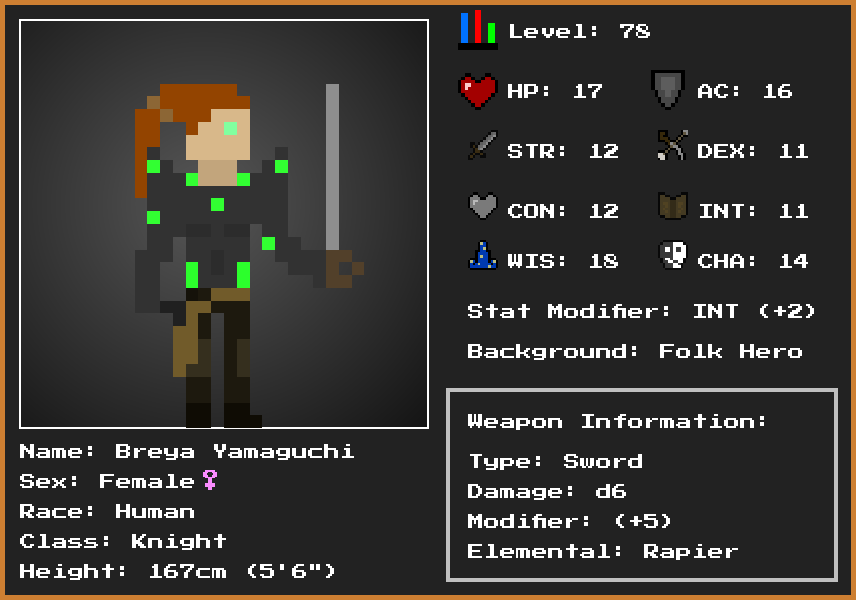 Level: 78
HP: 17 AC: 16
STR: 12 DEX: 11
CON: 12 INT: 11
WIS: 18 CHA: 14
Stat Modifier: INT (+2)
Background: Folk Hero
Weapon Information:
Type: Sword
Damage: d6
Modifier: (+5)
Elemental: Rapier
Name: Breya Yamaguchi
Sex: Female♀
Race: Human
Class: Knight
Height: 167cm (5'6")